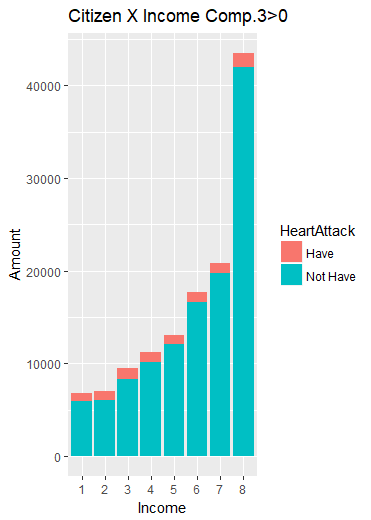 Citizen X Income Comp.3>0
40000
30000
20000
10000
0
Amount
1 2 3 4 5 6 7 8
Income
HeartAttack
Have
Not Have